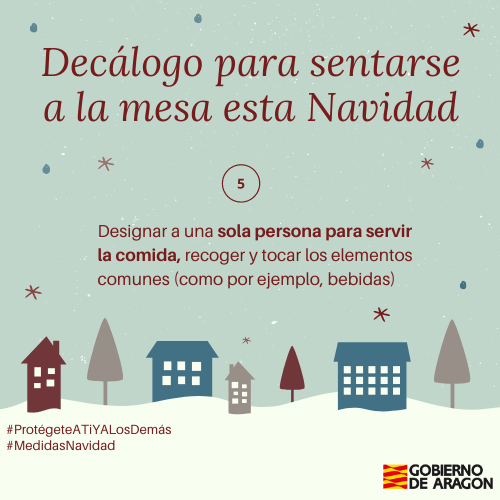 Decálogo para sentarse
a la mesa esta Navidad
5
Designar a una sola persona para servir
la comida, recoger y tocar los elementos
comunes (como por ejemplo, bebidas)
#ProtégeteATiYALosDemás
#MedidasNavidad
GOBIERNO
DE ARAGON